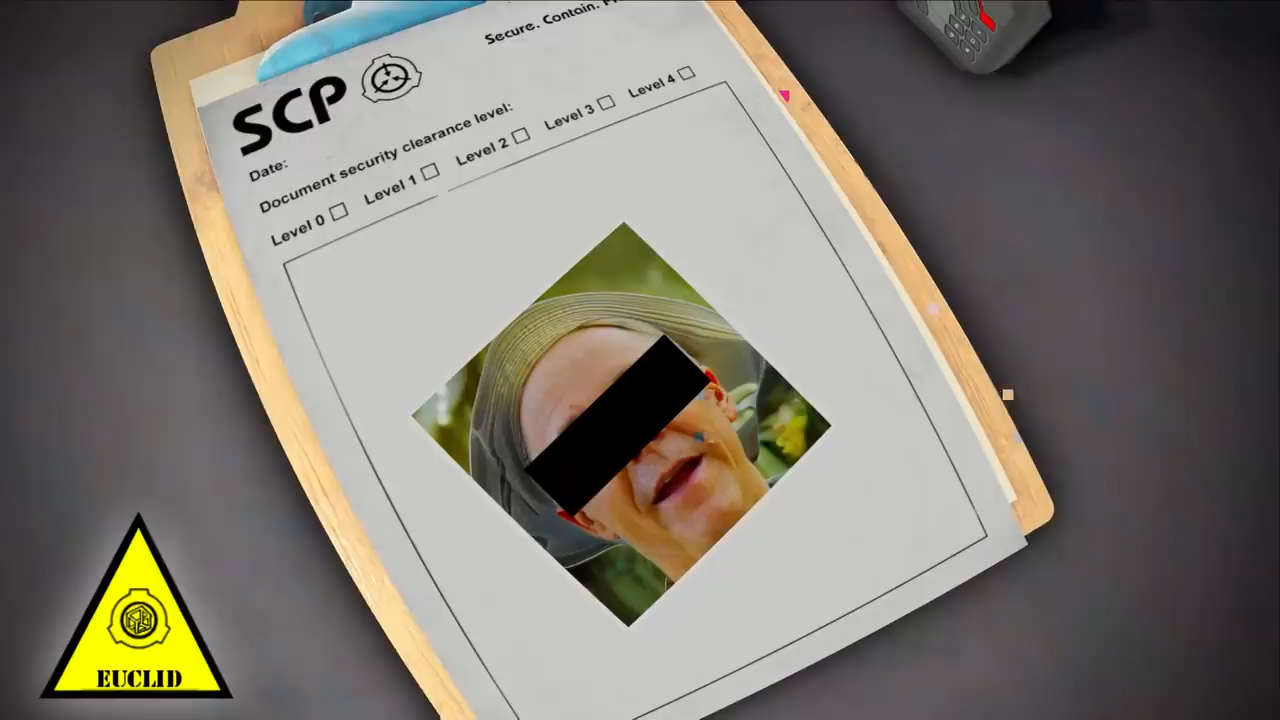 Secure. Contain.
SCP
Date:
Document security clearance level:
Level 0 Level 1 Level 2 Level 3 Level 4
EUCLID